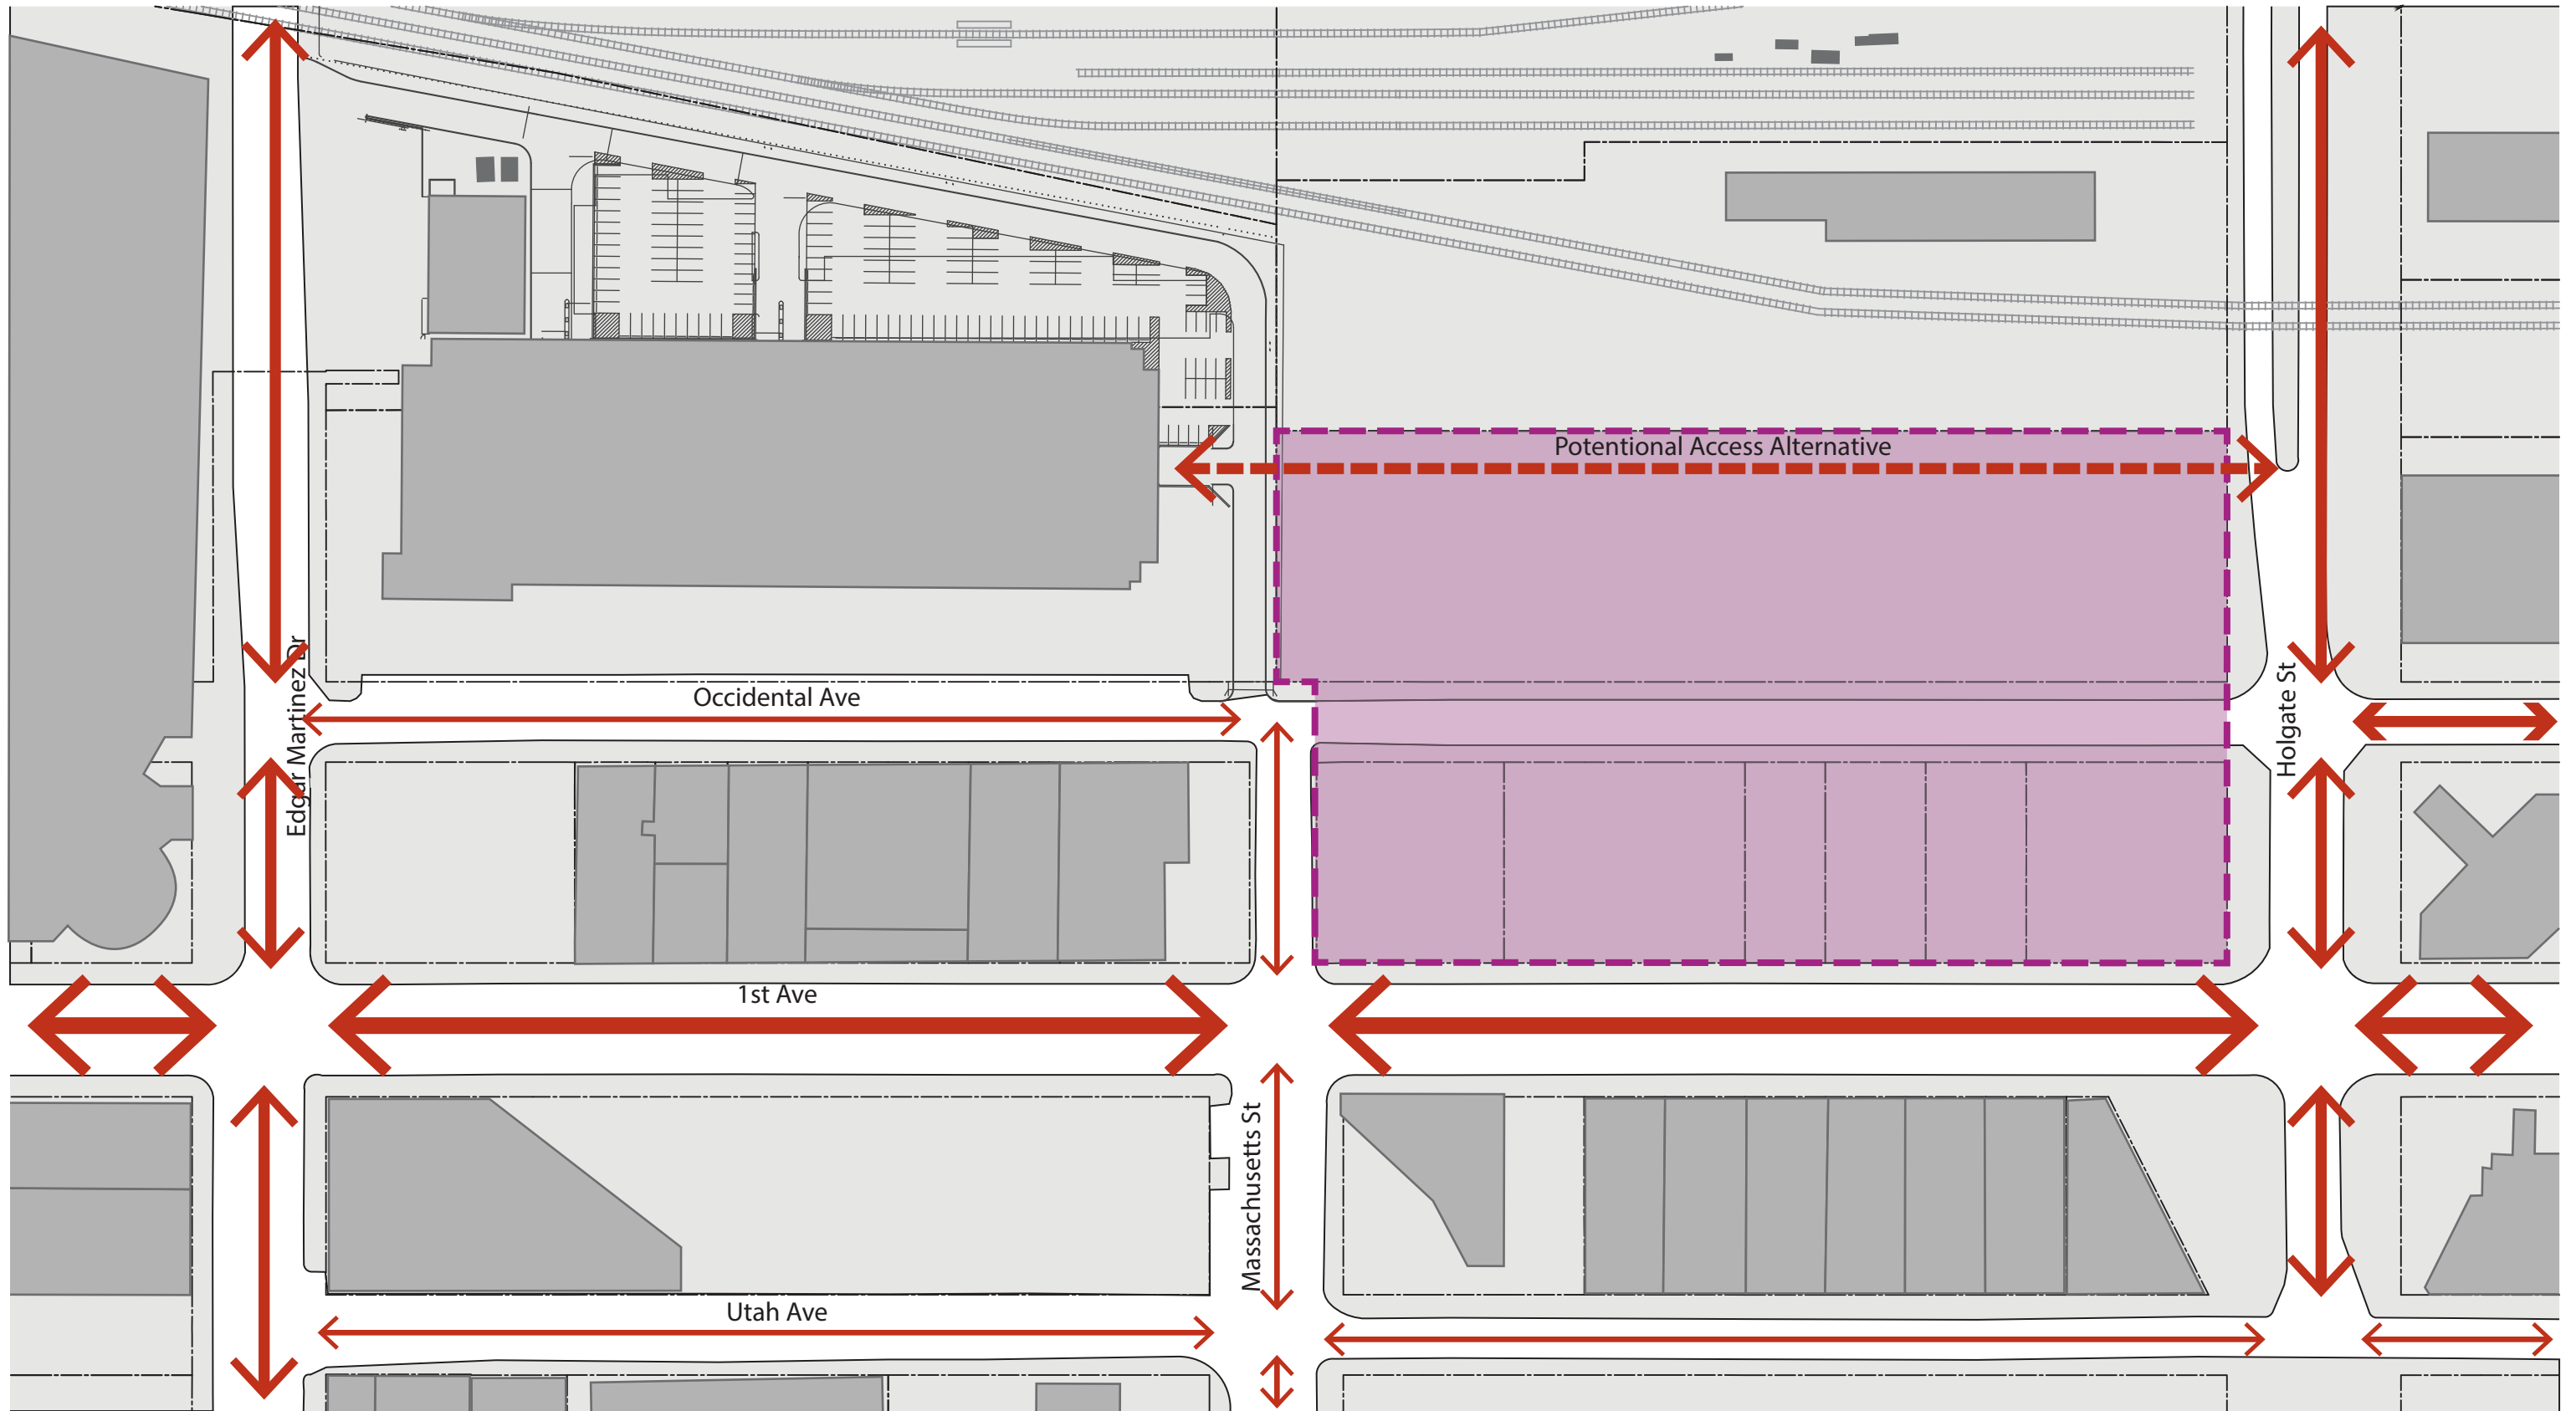 Potentional Access Alternative
Occidental Ave
Edgar Martinez Dr
Holgate St
1st Ave
Massachusetts St
Utah Ave